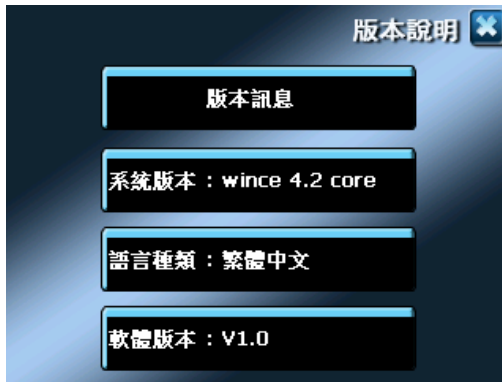 版本說明
版本訊息
系統版本：wince 4.2 core
語言種類：繁體中文
軟體版本：V1.0